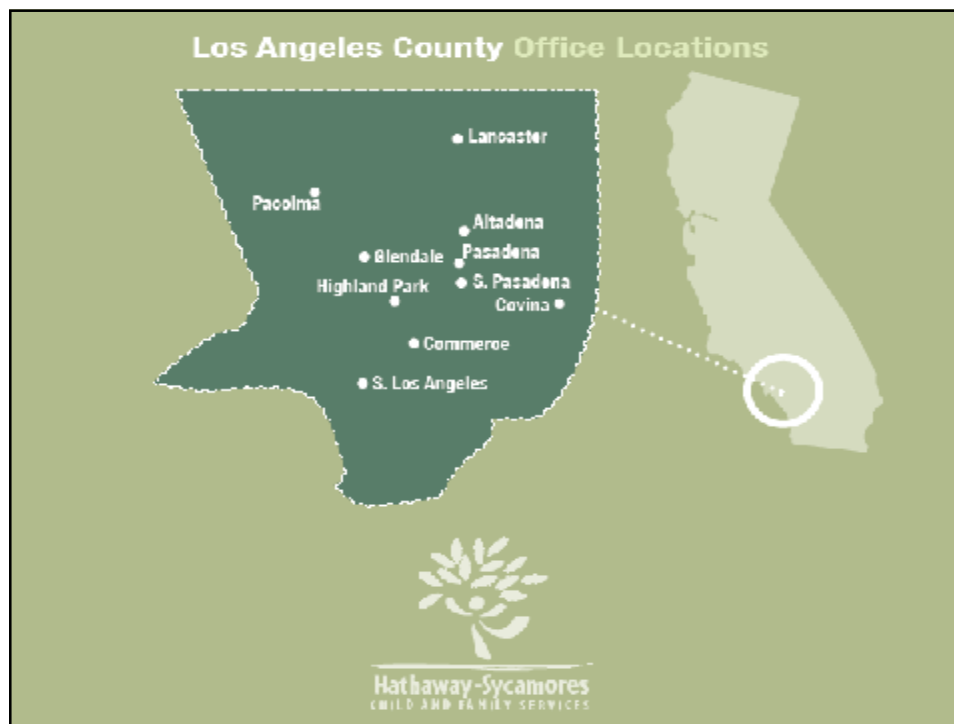 Los Angeles County Office Locations
Lancaster
Pacoima
Altadena
Glendale
Pasadena
Highland Park
S. Pasadena
Covina
Commerce
S. Los Angeles
Hathaway-Sycamores
CHILD AND FAMILY SERVICES